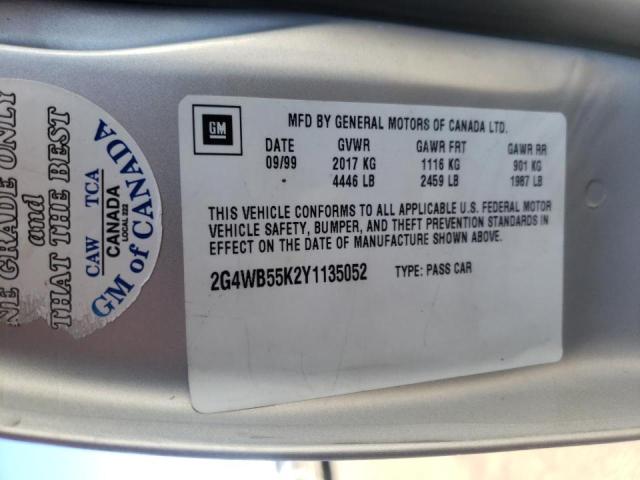 NE GRADE ONLY
and
THAT THE BEST
CAW TCA
CANADA
LOCAL 222
GM of CANADA
GM
MFD BY GENERAL MOTORS OF CANADA LTD.
DATE GVWR GAWR FRT GAWR RR
09/99 2017 KG 1116 KG 901 KG
- 4446 LB 2459 LB 1987 LB
THIS VEHICLE CONFORMS TO ALL APPLICABLE U.S. FEDERAL MOTOR
VEHICLE SAFETY, BUMPER, AND THEFT PREVENTION STANDARDS IN
EFFECT ON THE DATE OF MANUFACTURE SHOWN ABOVE.
2G4WB55K2Y1135052 TYPE: PASS CAR